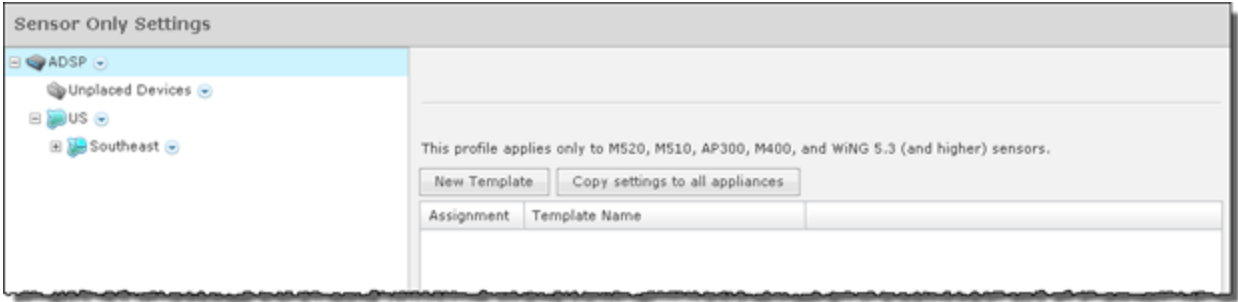 Sensor Only Settings
ADSP
Unplaced Devices
US
Southeast
This profile applies only to M520, M510, AP300, M400, and WiNG 5.3 (and higher) sensors.
New Template
Copy settings to all appliances
Assignment
Template Name